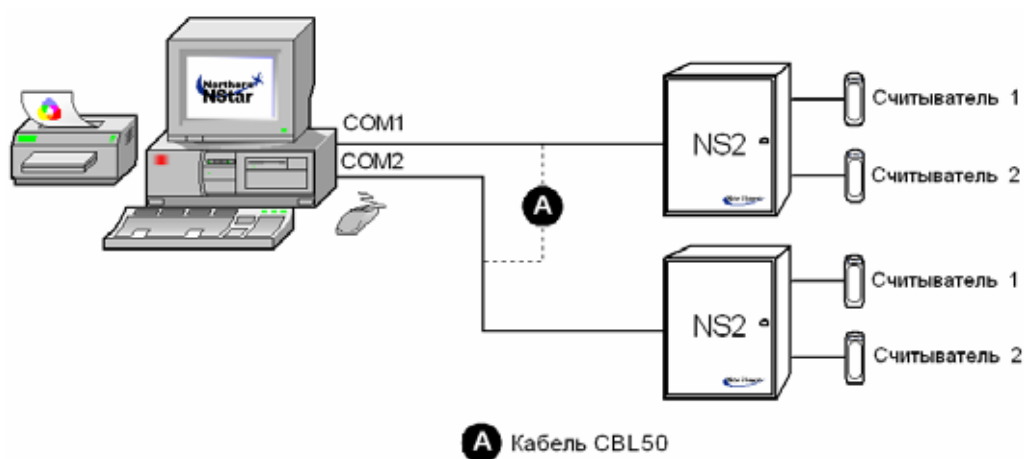 Northern
NStar
COM1
COM2
NS2
Считыватель 1
Считыватель 2
A
NS2
Считыватель 1
Считыватель 2
A Кабель CBL50